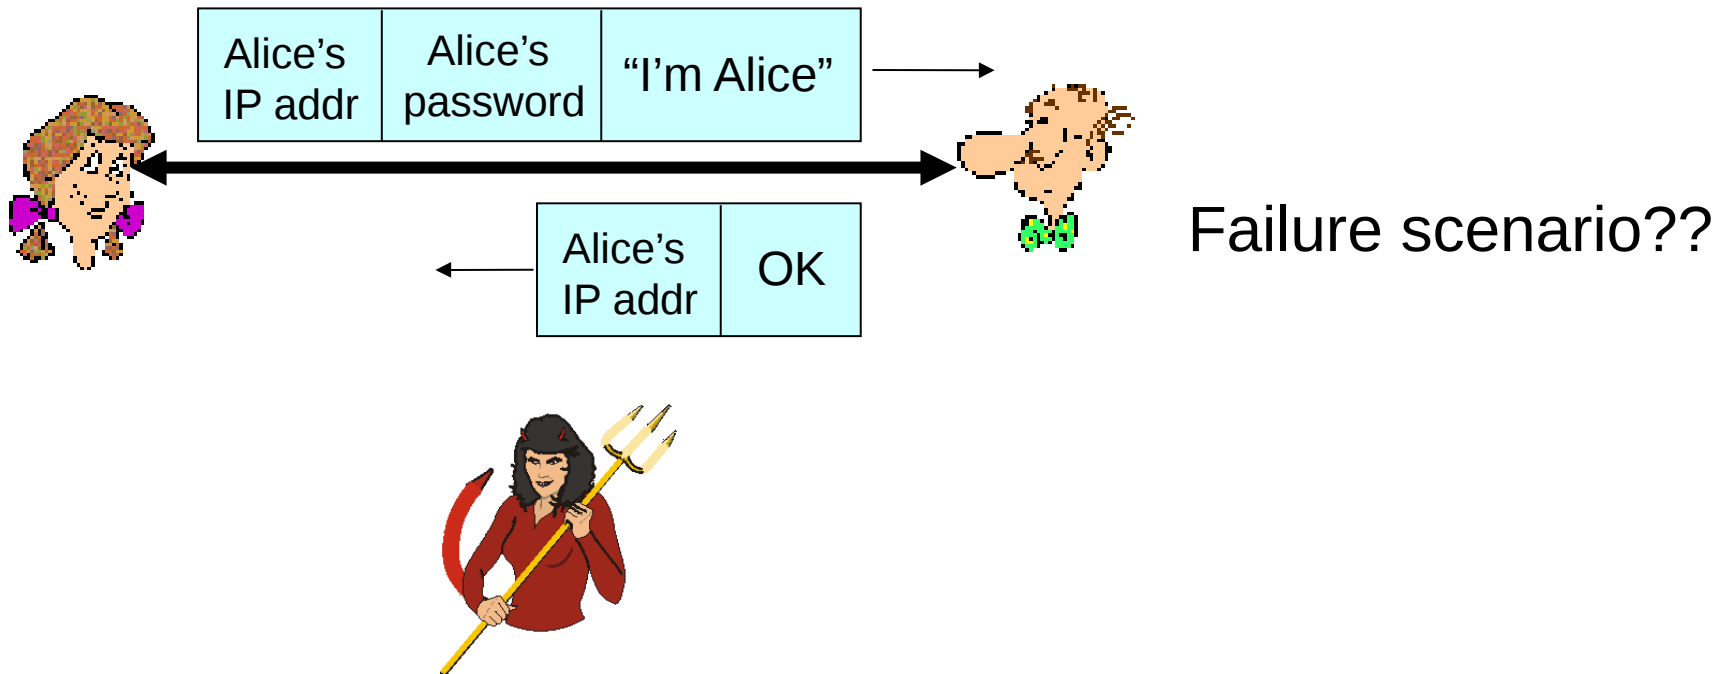 Alice’s
IP addr
Alice’s
password
“I’m Alice”
Alice’s
IP addr
OK
Failure scenario??